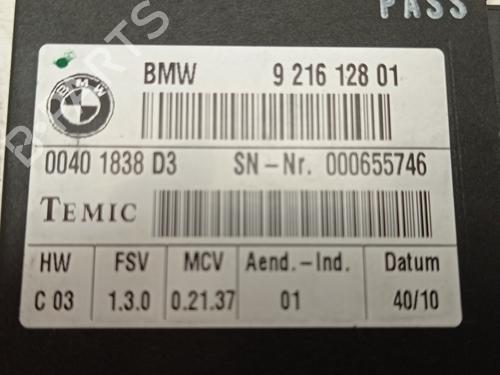 PASS
BMW 9 216 128 01
BMW
0040 1838 D3 SN-Nr. 000655746
TEMIC
HW FSV MCV Aend.-Ind. Datum
C 03 1.3.0 0.21.37 01 40/10